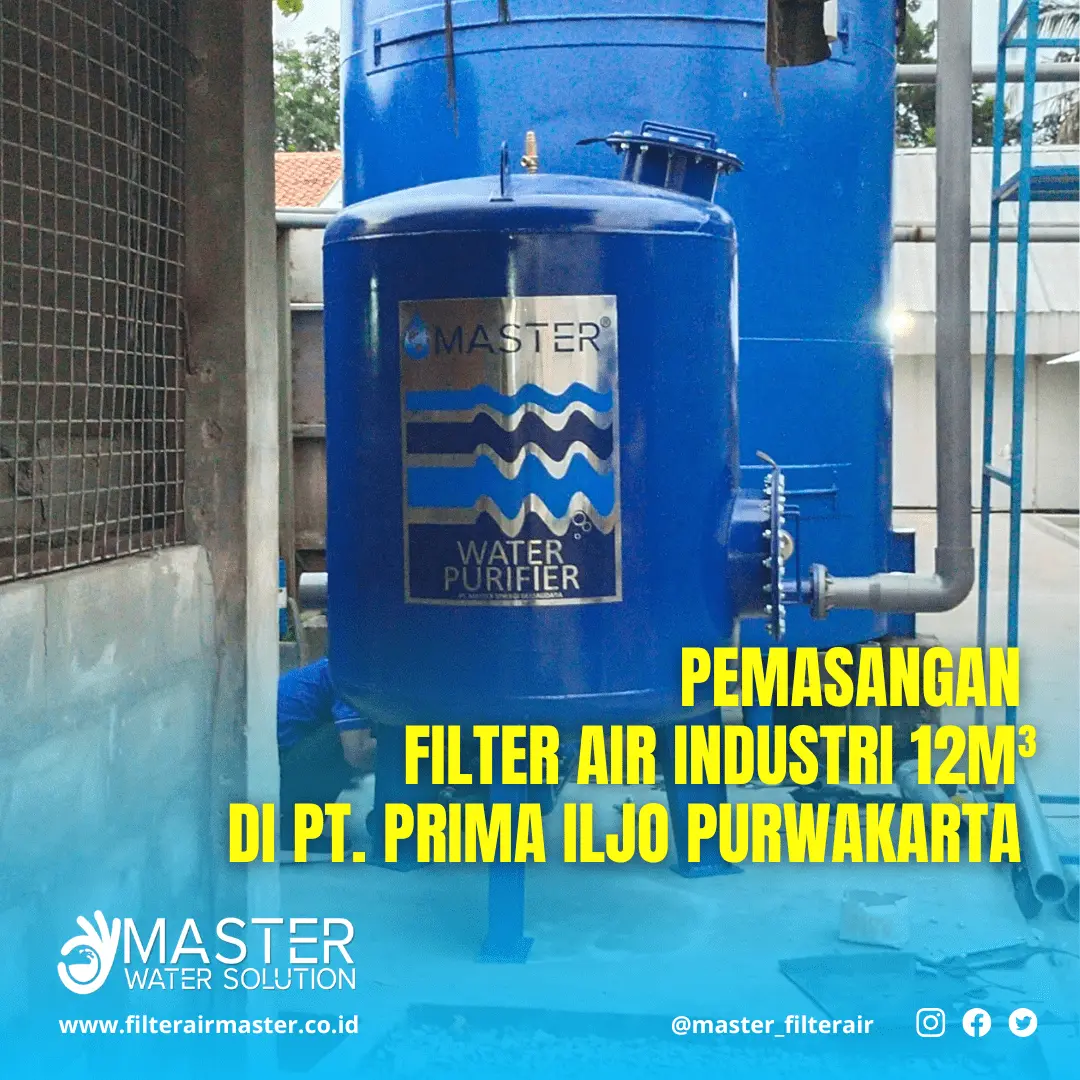 MASTER®
WATER
PURIFIER
PEMASANGAN
FILTER AIR INDUSTRI 12M³
DI PT. PRIMA ILJO PURWAKARTA
MASTER
WATER SOLUTION
www.filterairmaster.co.id
@master_filterair